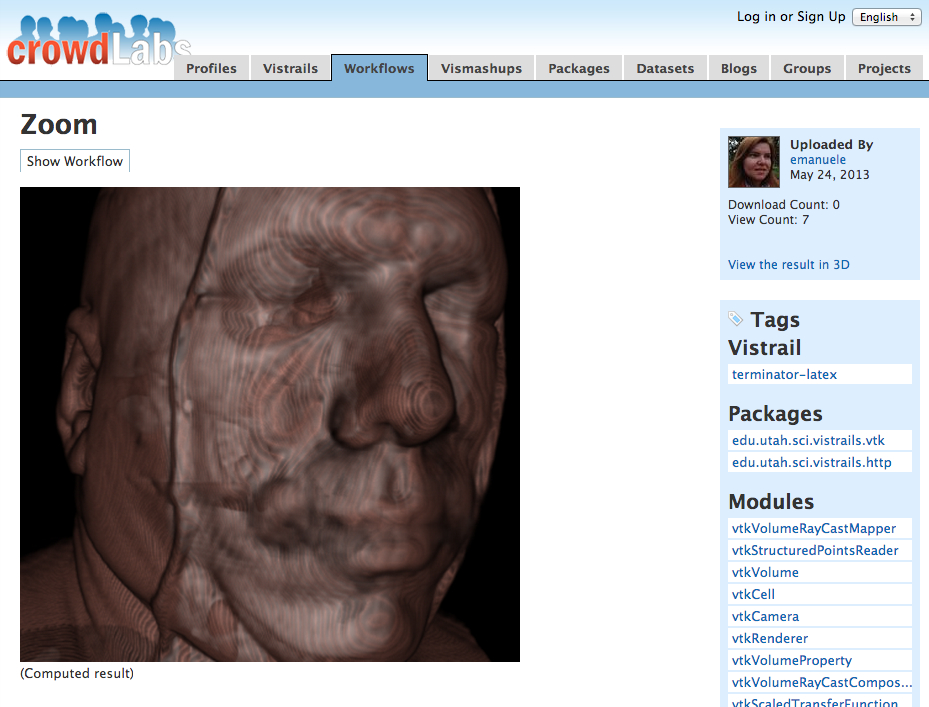 Log in or Sign Up English
crowdLabs
Profiles Vistrails Workflows Vismashups Packages Datasets Blogs Groups Projects
Zoom
Show Workflow
(Computed result)
Uploaded By
emanuele
May 24, 2013
Download Count: 0
View Count: 7
View the result in 3D
Tags
Vistrail
terminator-latex
Packages
edu.utah.sci.vistrails.vtk
edu.utah.sci.vistrails.http
Modules
vtkVolumeRayCastMapper
vtkStructuredPointsReader
vtkVolume
vtkCell
vtkCamera
vtkRenderer
vtkVolumeProperty
vtkVolumeRayCastCompos...
vtkScaledTransferFunction